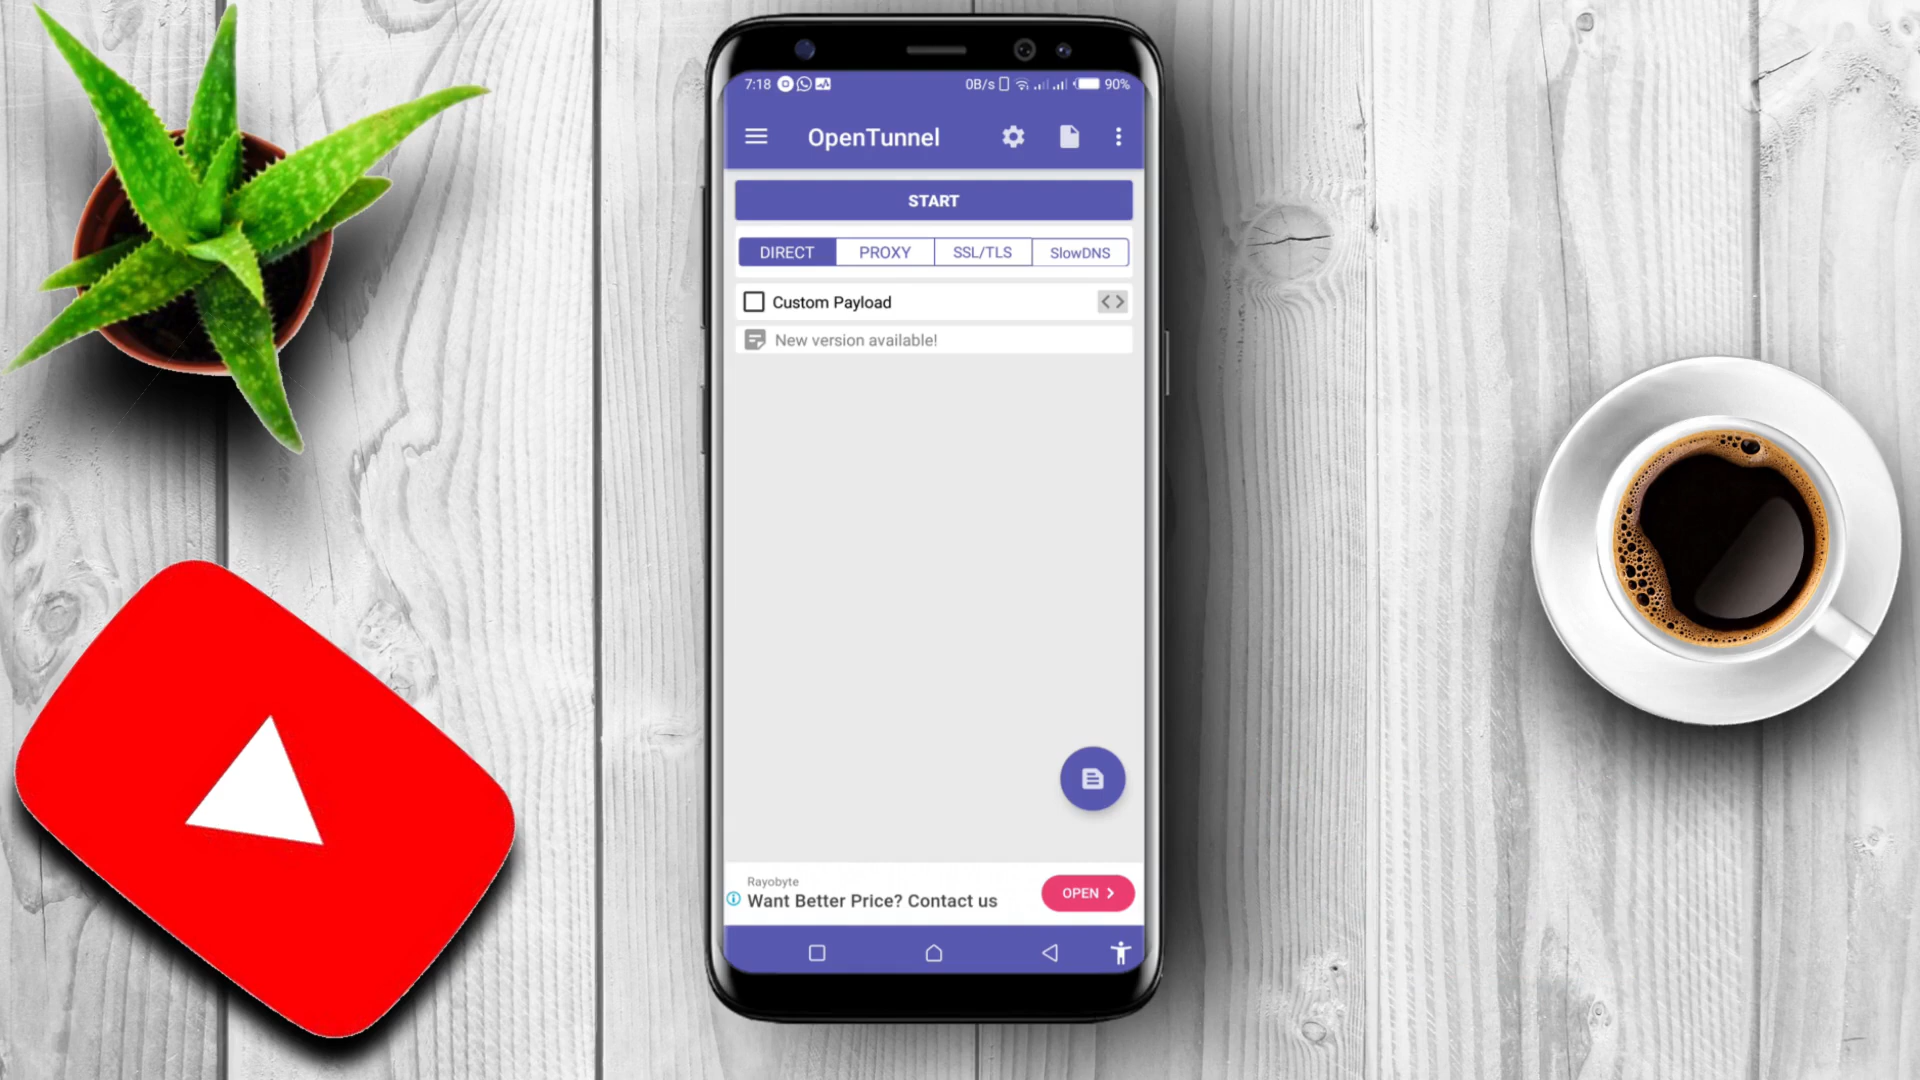 7:18 0B/s 90%
OpenTunnel
START
DIRECT PROXY SSL/TLS SlowDNS
Custom Payload
New version available!
Rayobyte
Want Better Price? Contact us
OPEN